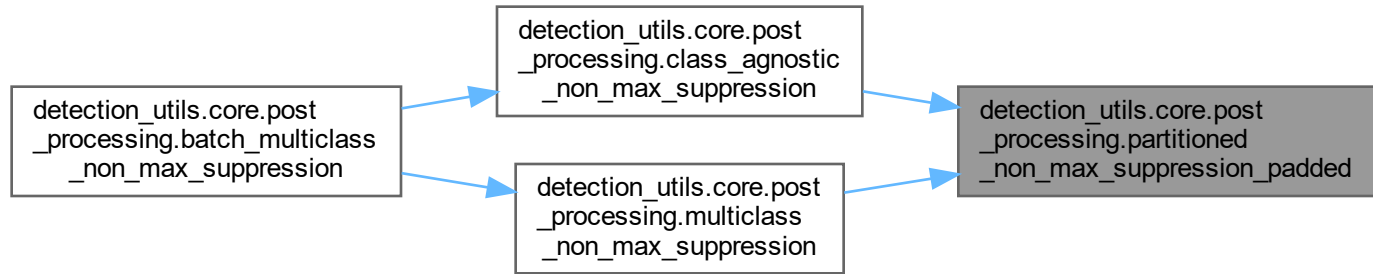 detection_utils.core.post
_processing.class_agnostic
_non_max_suppression
detection_utils.core.post
_processing.batch_multiclass
_non_max_suppression
detection_utils.core.post
_processing.partitioned
_non_max_suppression_padded
detection_utils.core.post
_processing.multiclass
_non_max_suppression